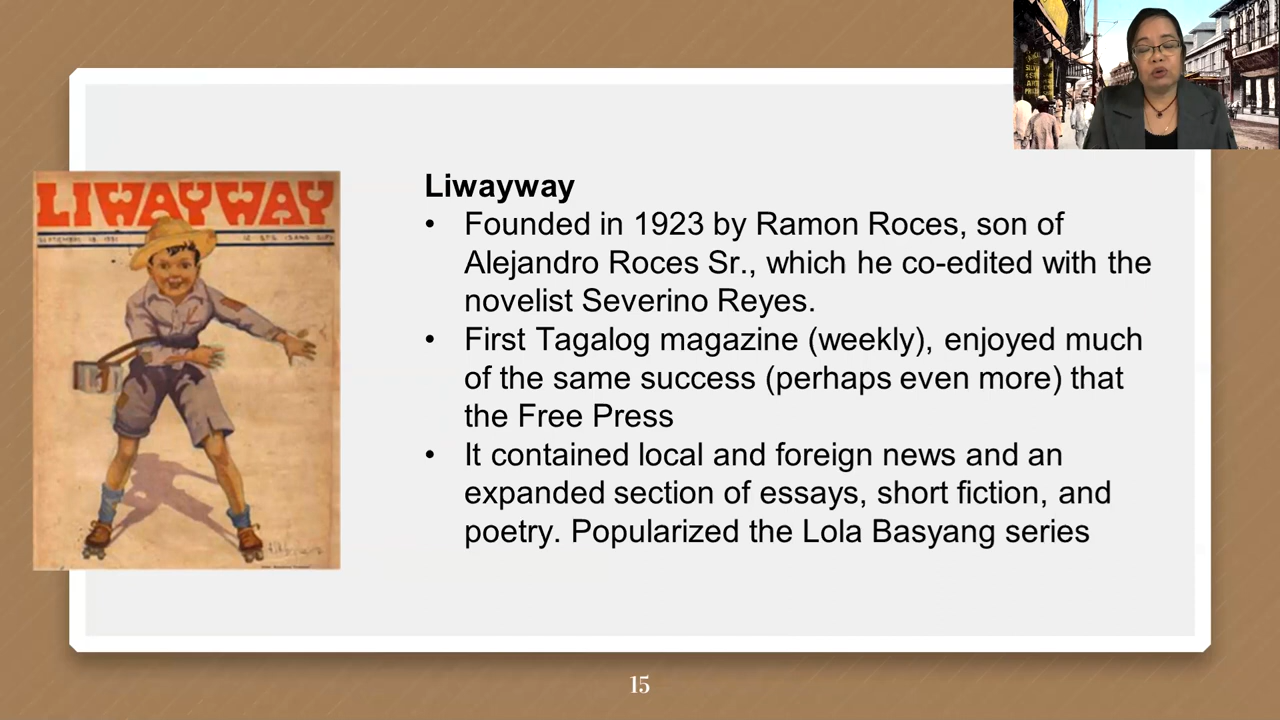 LIWAYWAY
Liwayway
• Founded in 1923 by Ramon Roces, son of
Alejandro Roces Sr., which he co-edited with the
novelist Severino Reyes.
• First Tagalog magazine (weekly), enjoyed much
of the same success (perhaps even more) that
the Free Press
• It contained local and foreign news and an
expanded section of essays, short fiction, and
poetry. Popularized the Lola Basyang series
15